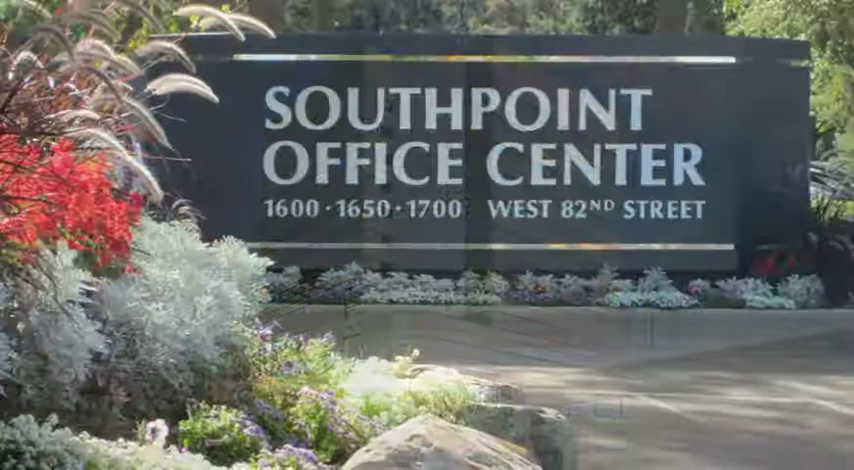 SOUTHPOINT
OFFICE CENTER
1600 · 1650 · 1700 WEST 82ND STREET